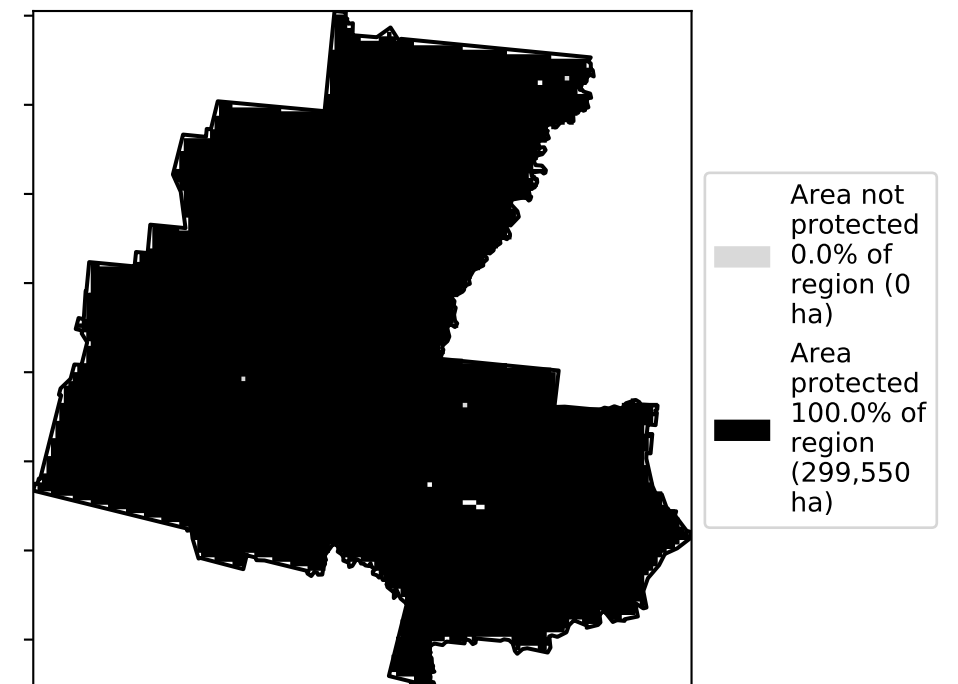 Area not
protected
0.0% of
region (0
ha)
Area
protected
100.0% of
region
(299,550
ha)